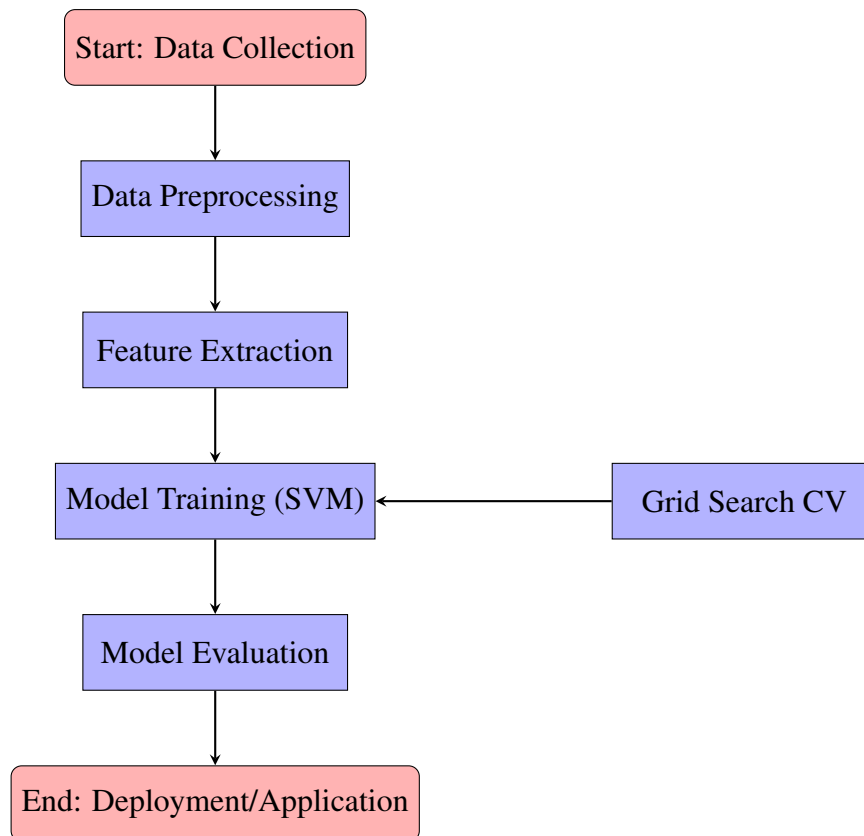 Start: Data Collection
Data Preprocessing
Feature Extraction
Model Training (SVM)
Grid Search CV
Model Evaluation
End: Deployment/Application